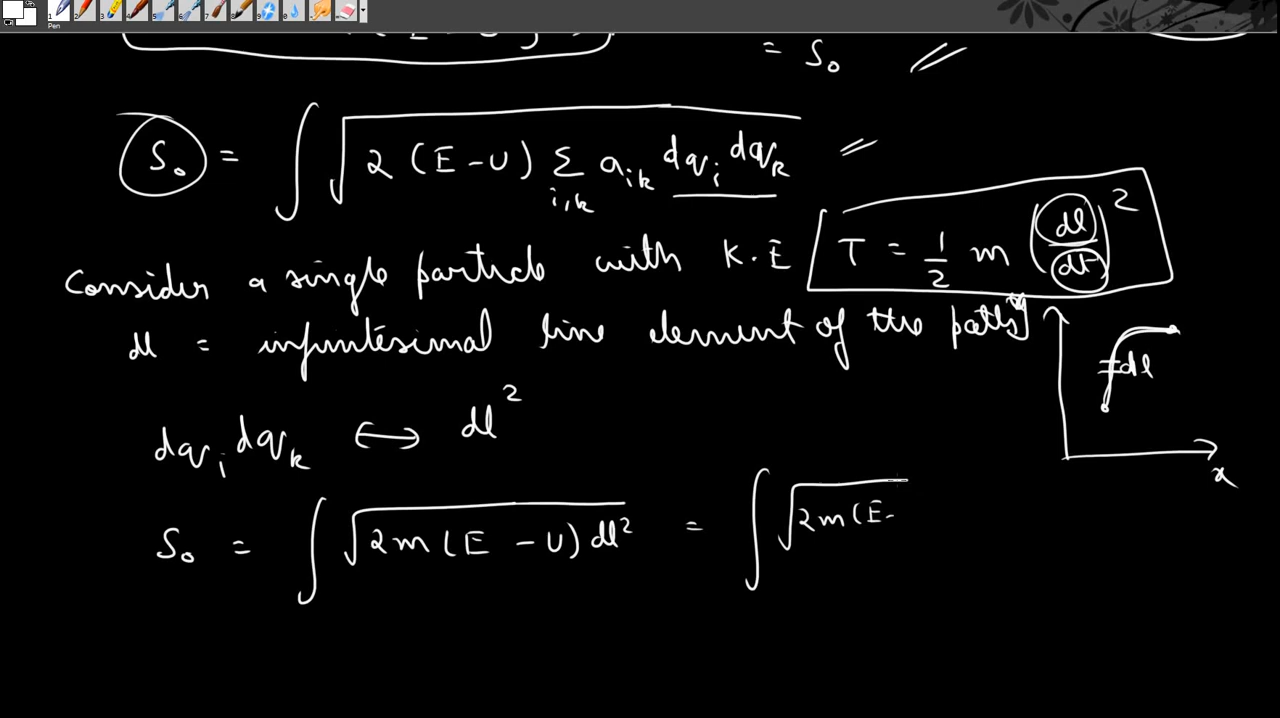 Pen
= S₀ //
S₀ = ∫ √(2 (E - U) Σ_{i,k} a_{ik} dq_i dq_k)
Consider a single particle with K.E T = 1/2 m (dl/dt)²
dl = infinitesimal line element of the path
dl
x
dq_i dq_k ↔ dl²
S₀ = ∫ √(2m (E - U) dl²) = ∫ √(2m (E-